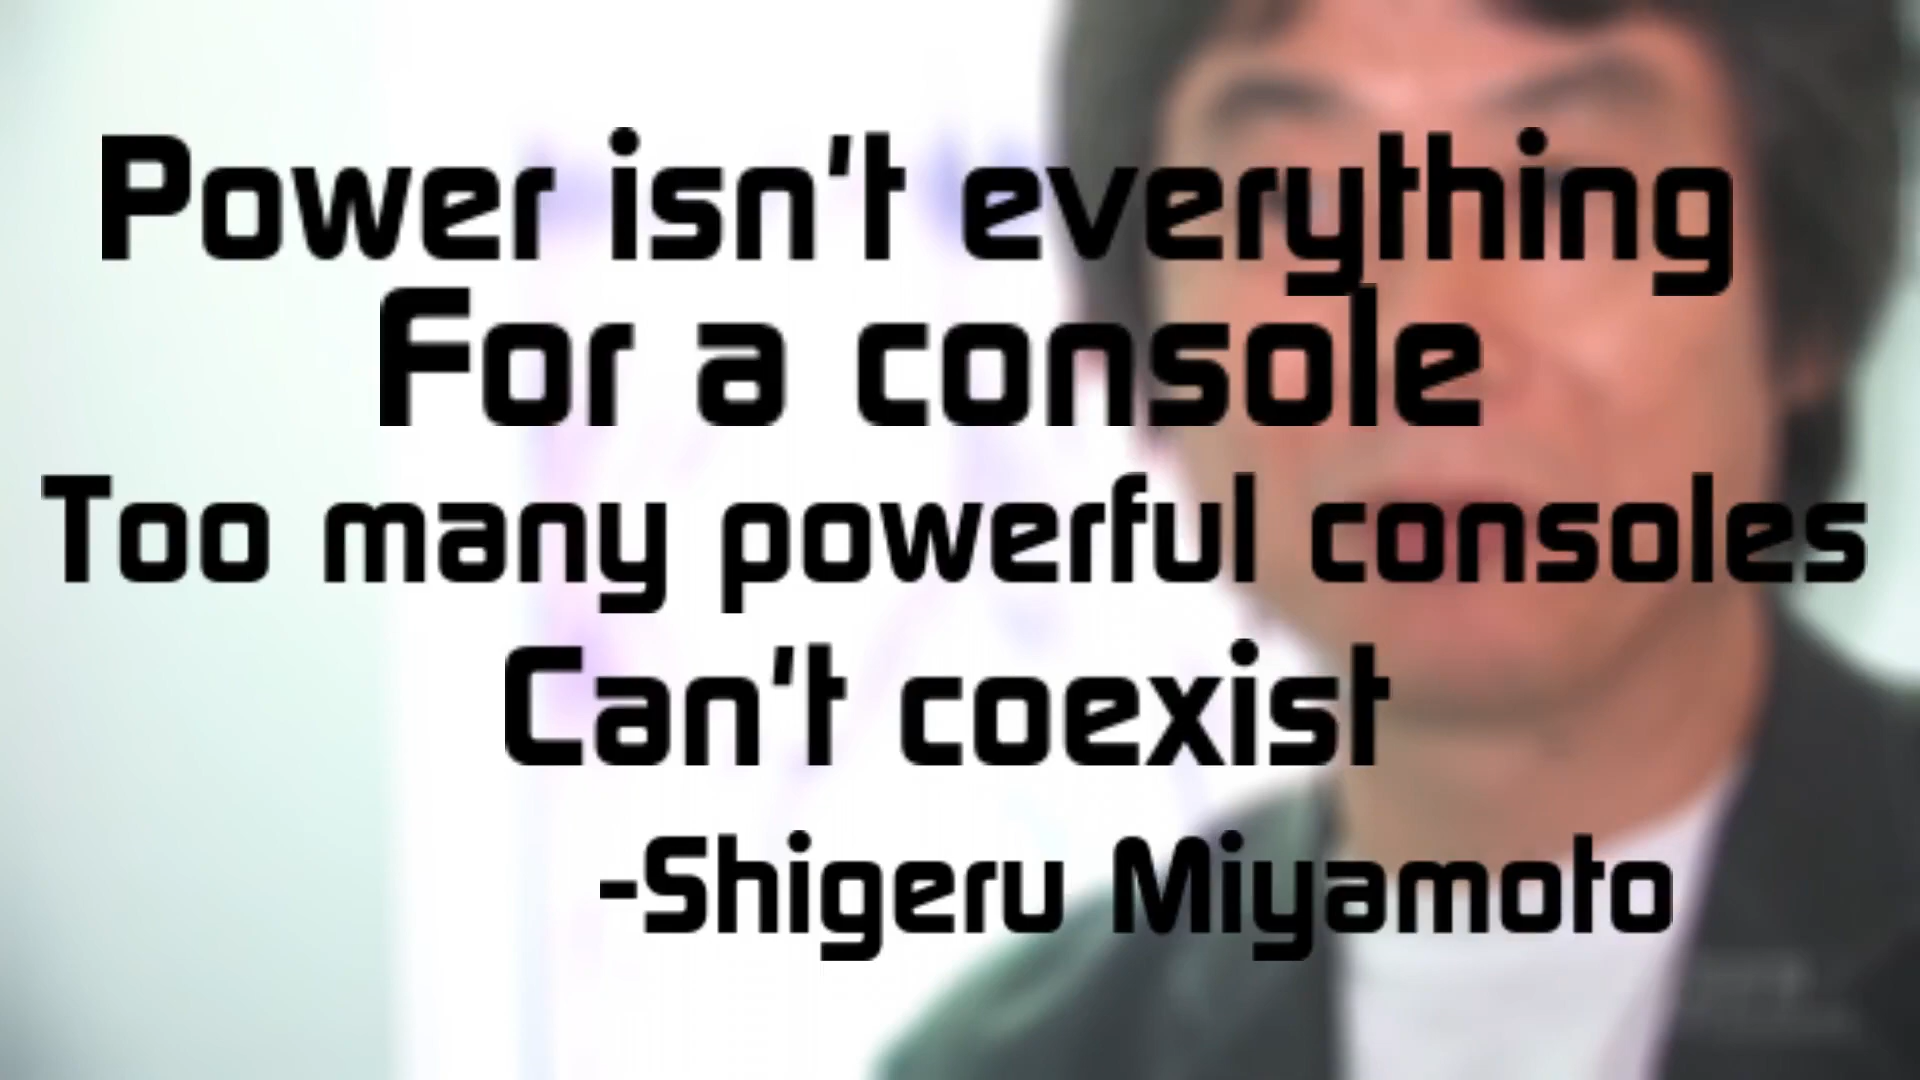 Power isn't everything
For a console
Too many powerful consoles
Can't coexist
-Shigeru Miyamoto